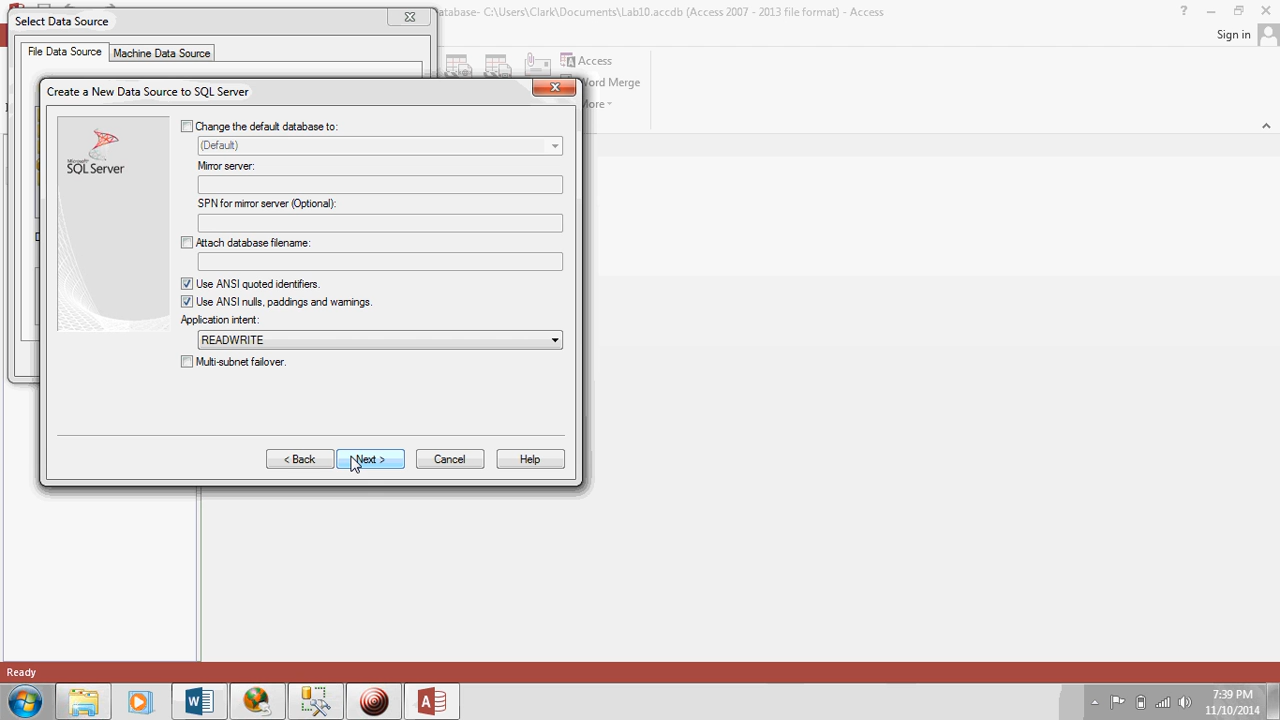 Database- C:\Users\Clark\Documents\Lab10.accdb (Access 2007 - 2013 file format) - Access
?
Sign in
Select Data Source
File Data Source
Machine Data Source
Access
Word Merge
More
Create a New Data Source to SQL Server
Microsoft
SQL Server
Change the default database to:
(Default)
Mirror server:
SPN for mirror server (Optional):
Attach database filename:
Use ANSI quoted identifiers.
Use ANSI nulls, paddings and warnings.
Application intent:
READWRITE
Multi-subnet failover.
< Back
Next >
Cancel
Help
Ready
7:39 PM
11/10/2014